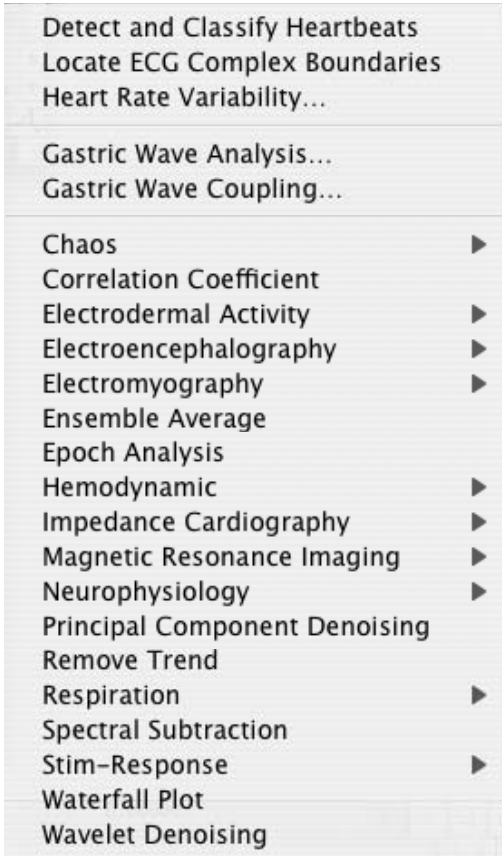 Detect and Classify Heartbeats
Locate ECG Complex Boundaries
Heart Rate Variability…
Gastric Wave Analysis…
Gastric Wave Coupling…
Chaos
Correlation Coefficient
Electrodermal Activity
Electroencephalography
Electromyography
Ensemble Average
Epoch Analysis
Hemodynamic
Impedance Cardiography
Magnetic Resonance Imaging
Neurophysiology
Principal Component Denoising
Remove Trend
Respiration
Spectral Subtraction
Stim-Response
Waterfall Plot
Wavelet Denoising